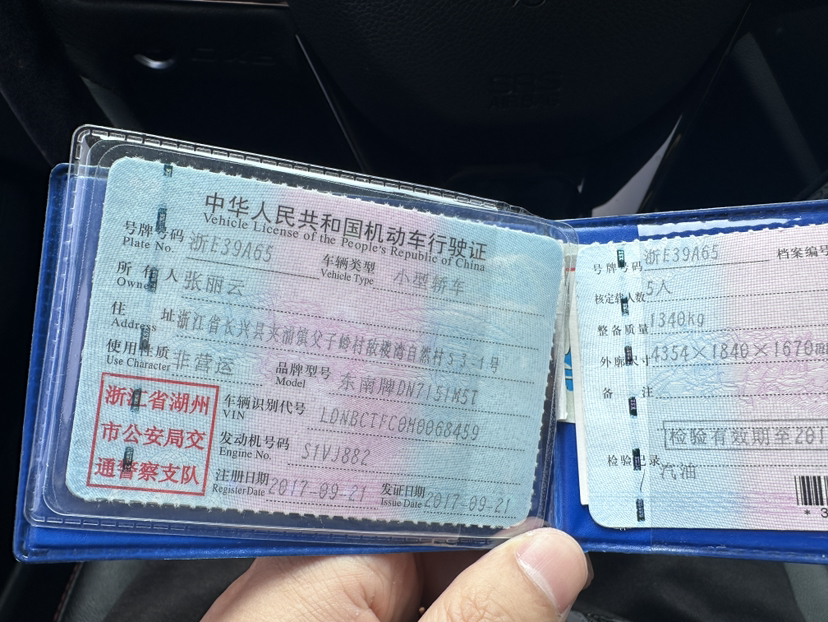 中华人民共和国机动车行驶证
Vehicle License of the People's Republic of China
号牌号码 浙E39A65 车辆类型 小型轿车
Plate No. Vehicle Type
所有人 张丽云
Owner
住址 浙江省长兴县夹浦镇父子岭村敌楼湾自然村53-1号
Address
使用性质 非营运 品牌型号 东南牌DN7151M5T
Use Character Model
浙江省湖州
市公安局交
通警察支队
车辆识别代号 LDNBCTFC0H0068459
VIN
发动机号码 S1VJ882
Engine No.
注册日期 2017-09-21 发证日期 2017-09-21
Register Date Issue Date
号牌号码 浙E39A65 档案编号
核定载人数 5人
整备质量 1340kg
外廓尺寸 4354×1840×1670
备注
检验有效期至201
检验记录
汽油